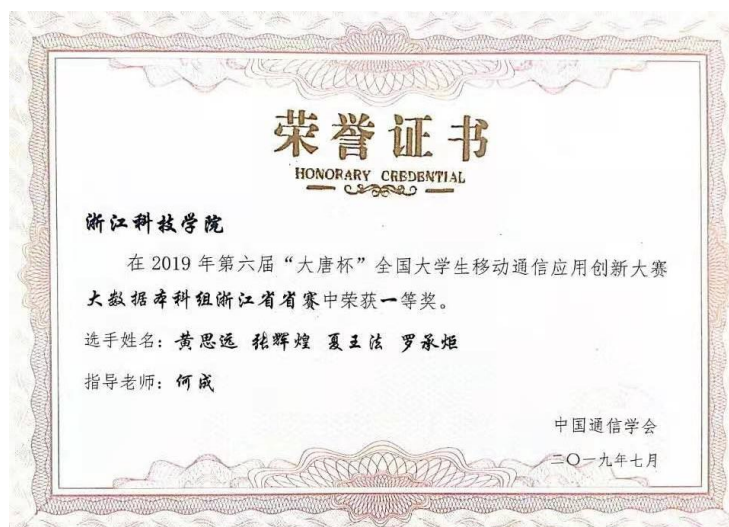 荣誉证书
HONORARY CREDENTIAL
浙江科技学院
在 2019 年第六届“大唐杯”全国大学生移动通信应用创新大赛
大数据本科组浙江省省赛中荣获一等奖。
选手姓名：黄思远 张辉煌 夏王法 罗承炬
指导老师：何成
中国通信学会
二〇一九年七月